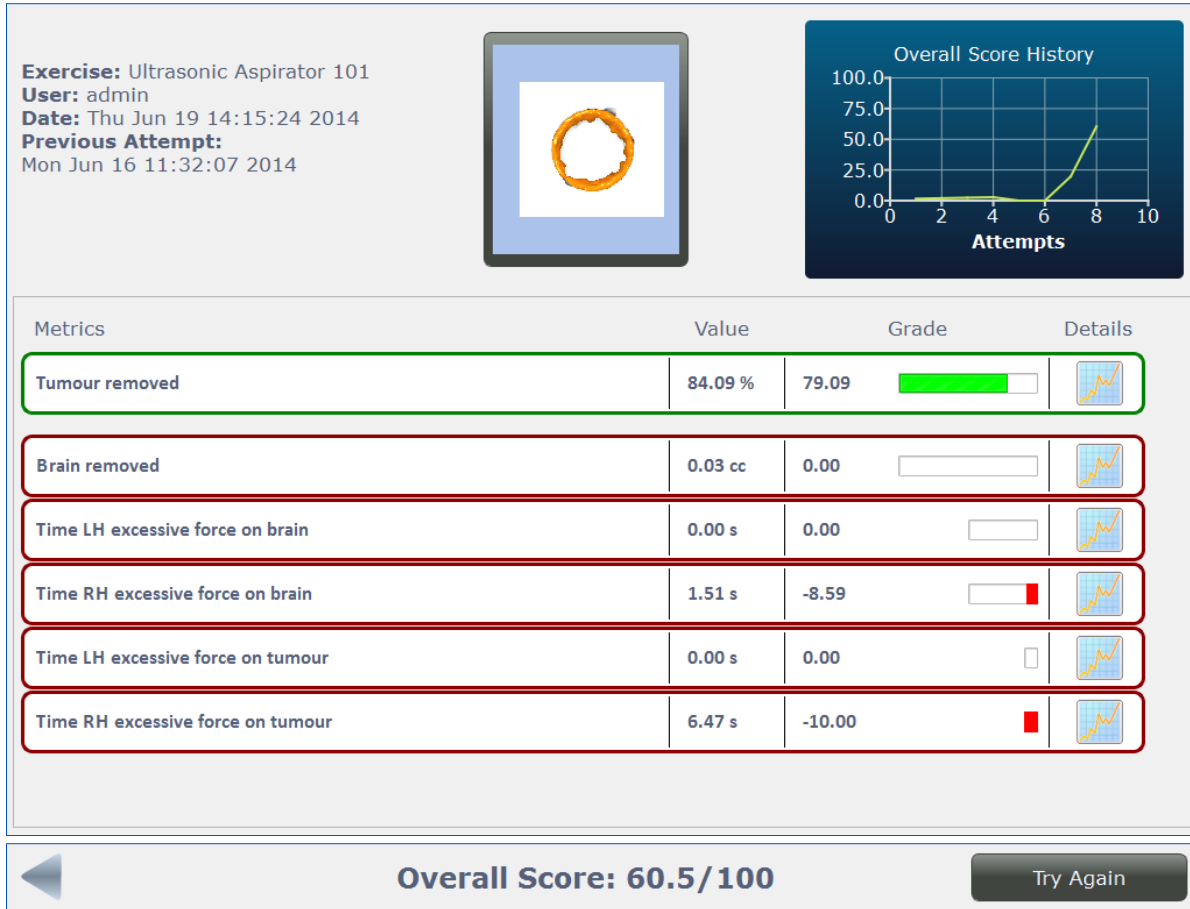 Exercise: Ultrasonic Aspirator 101
User: admin
Date: Thu Jun 19 14:15:24 2014
Previous Attempt:
Mon Jun 16 11:32:07 2014
Overall Score History
100.0
75.0
50.0
25.0
0.0
0 2 4 6 8 10
Attempts
Metrics Value Grade Details
Tumour removed 84.09 % 79.09
Brain removed 0.03 cc 0.00
Time LH excessive force on brain 0.00 s 0.00
Time RH excessive force on brain 1.51 s -8.59
Time LH excessive force on tumour 0.00 s 0.00
Time RH excessive force on tumour 6.47 s -10.00
Overall Score: 60.5/100
Try Again